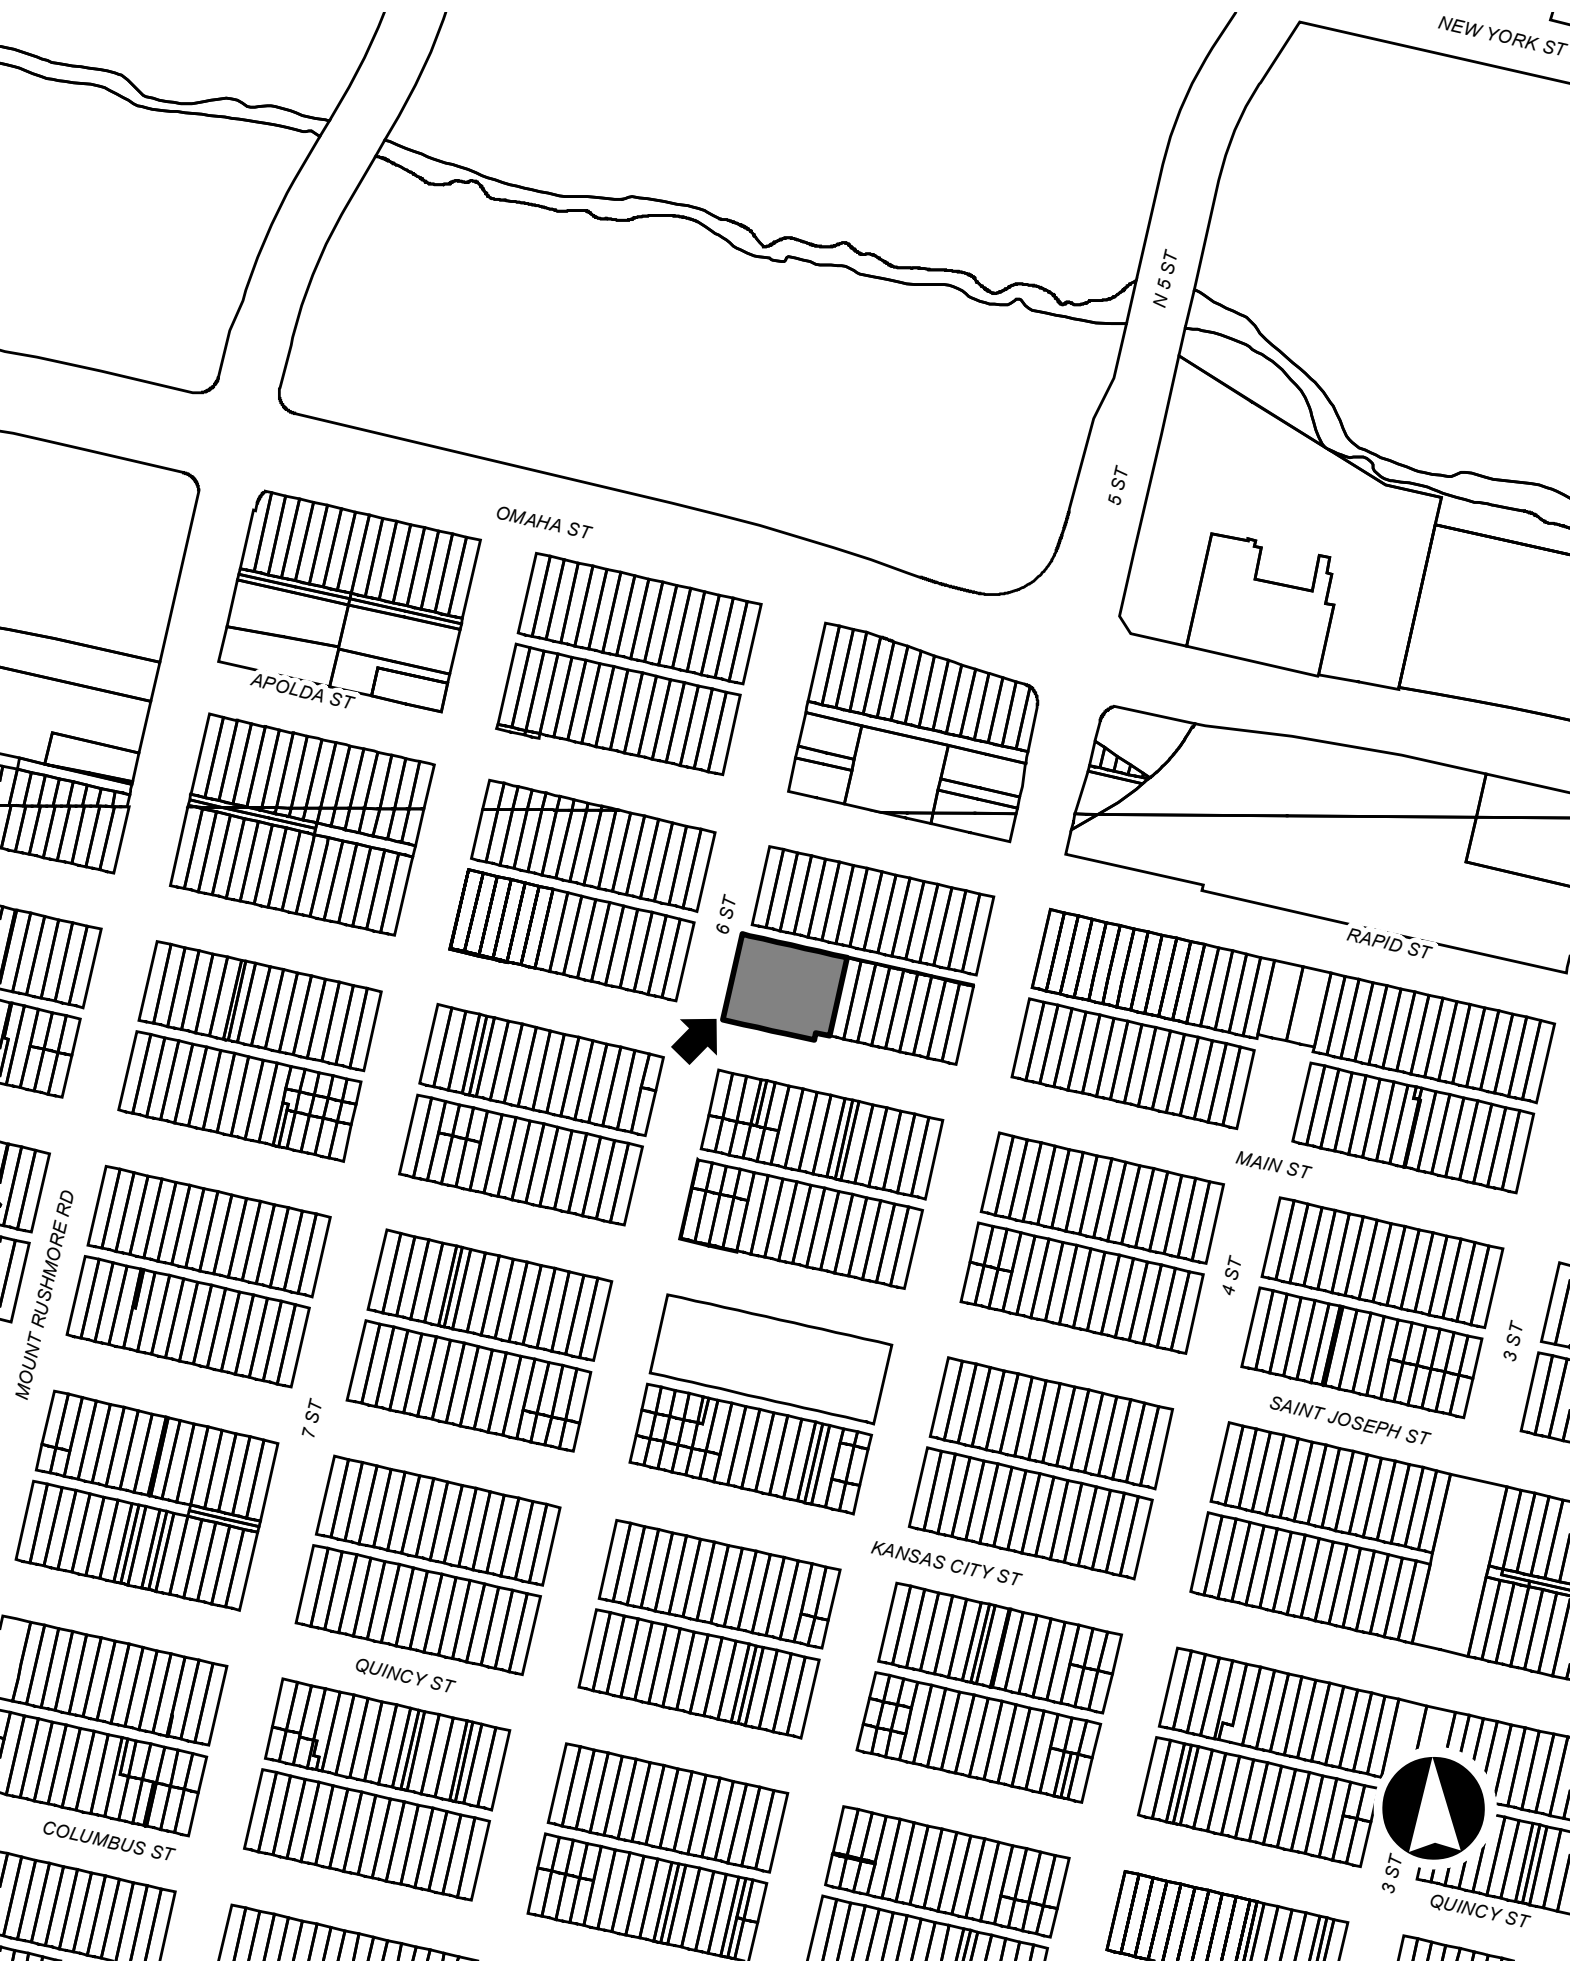 NEW YORK ST
N 5 ST
5 ST
OMAHA ST
APOLDA ST
6 ST
RAPID ST
MAIN ST
MOUNT RUSHMORE RD
4 ST
3 ST
7 ST
SAINT JOSEPH ST
KANSAS CITY ST
QUINCY ST
COLUMBUS ST
3 ST
QUINCY ST